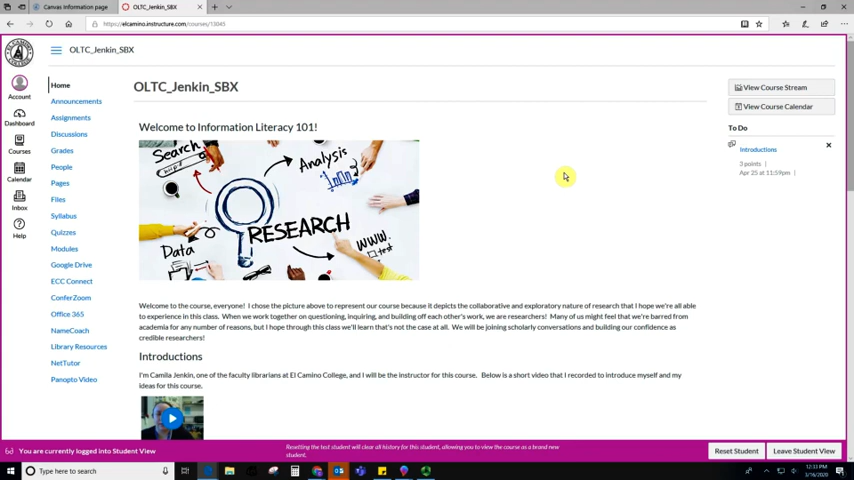 Canvas Information page
OLTC_Jenkin_SBX
https://elcamino.instructure.com/courses/13045
OLTC_Jenkin_SBX
Account
Dashboard
Courses
Calendar
Inbox
Help
Home
Announcements
Assignments
Discussions
Grades
People
Pages
Files
Syllabus
Quizzes
Modules
Google Drive
ECC Connect
ConferZoom
Office 365
NameCoach
Library Resources
NetTutor
Panopto Video
OLTC_Jenkin_SBX
Welcome to Information Literacy 101!
Search
Analysis
RESEARCH
Data
WWW.
Welcome to the course, everyone! I chose the picture above to represent our course because it depicts the collaborative and exploratory nature of research that I hope we're all able
to experience in this class. When we work together on questioning, inquiring, and building off each other's work, we are researchers! Many of us might feel that we're barred from
academia for any number of reasons, but I hope through this class we'll learn that's not the case at all. We will be joining scholarly conversations and building our confidence as
credible researchers!
Introductions
I'm Camila Jenkin, one of the faculty librarians at El Camino College, and I will be the instructor for this course. Below is a short video that I recorded to introduce myself and my
ideas for this course.
View Course Stream
View Course Calendar
To Do
Introductions
3 points |
Apr 25 at 11:59pm |
You are currently logged into Student View
Resetting the test student will clear all history for this student, allowing you to view the course as a brand new
student.
Reset Student
Leave Student View
Type here to search
12:33 PM
3/16/2020